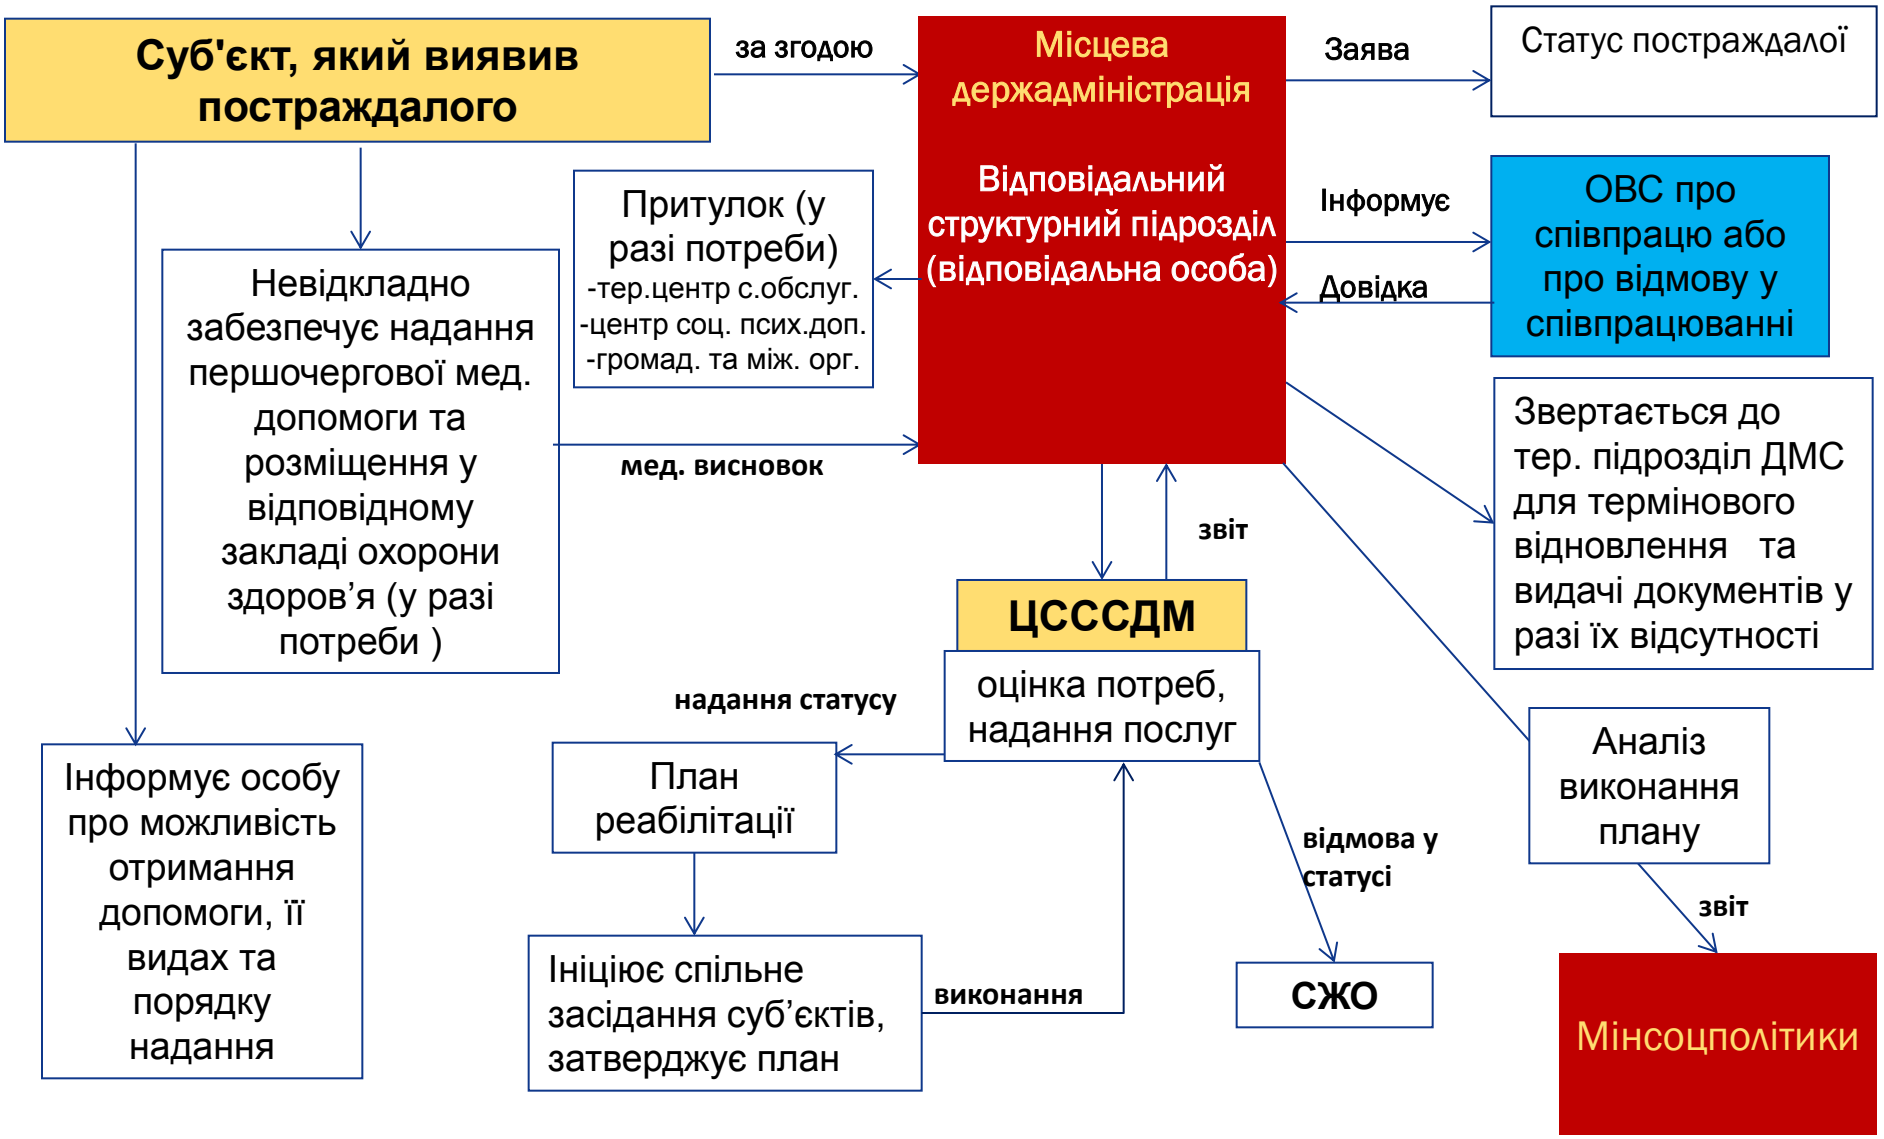 Суб'єкт, який виявив
постраждалого
за згодою
Місцева
держадміністрація
Відповідальний
структурний підрозділ
(відповідальна особа)
Заява
Статус постраждалої
Інформує
Довідка
ОВС про
співпрацю або
про відмову у
співпрацюванні
Притулок (у
разі потреби)
-тер.центр с.обслуг.
-центр соц. псих.доп.
-громад. та між. орг.
Невідкладно
забезпечує надання
першочергової мед.
допомоги та
розміщення у
відповідному
закладі охорони
здоров’я (у разі
потреби )
мед. висновок
Звертається до
тер. підрозділ ДМС
для термінового
відновлення та
видачі документів у
разі їх відсутності
звіт
ЦСССДМ
оцінка потреб,
надання послуг
надання статусу
План
реабілітації
Інформує особу
про можливість
отримання
допомоги, її
видах та
порядку
надання
Ініціює спільне
засідання суб’єктів,
затверджує план
виконання
відмова у
статусі
СЖО
Аналіз
виконання
плану
звіт
Мінсоцполітики